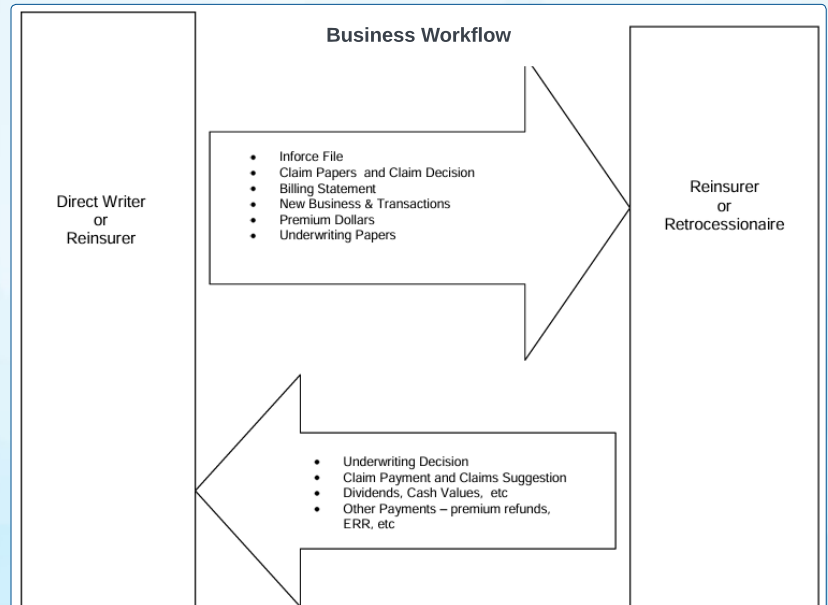 Business Workflow
Direct Writer
or
Reinsurer
• Inforce File
• Claim Papers and Claim Decision
• Billing Statement
• New Business & Transactions
• Premium Dollars
• Underwriting Papers
Reinsurer
or
Retrocessionaire
• Underwriting Decision
• Claim Payment and Claims Suggestion
• Dividends, Cash Values, etc
• Other Payments – premium refunds,
ERR, etc